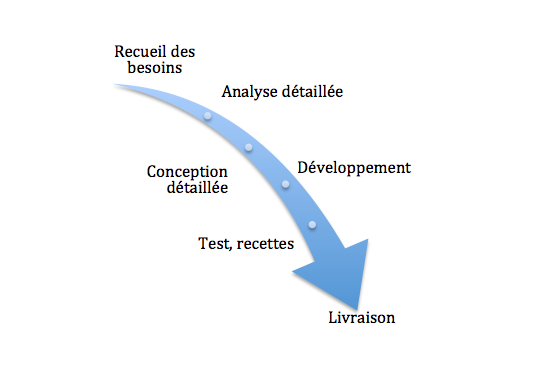 Recueil des
besoins
Analyse détaillée
Conception
détaillée
Développement
Test, recettes
Livraison